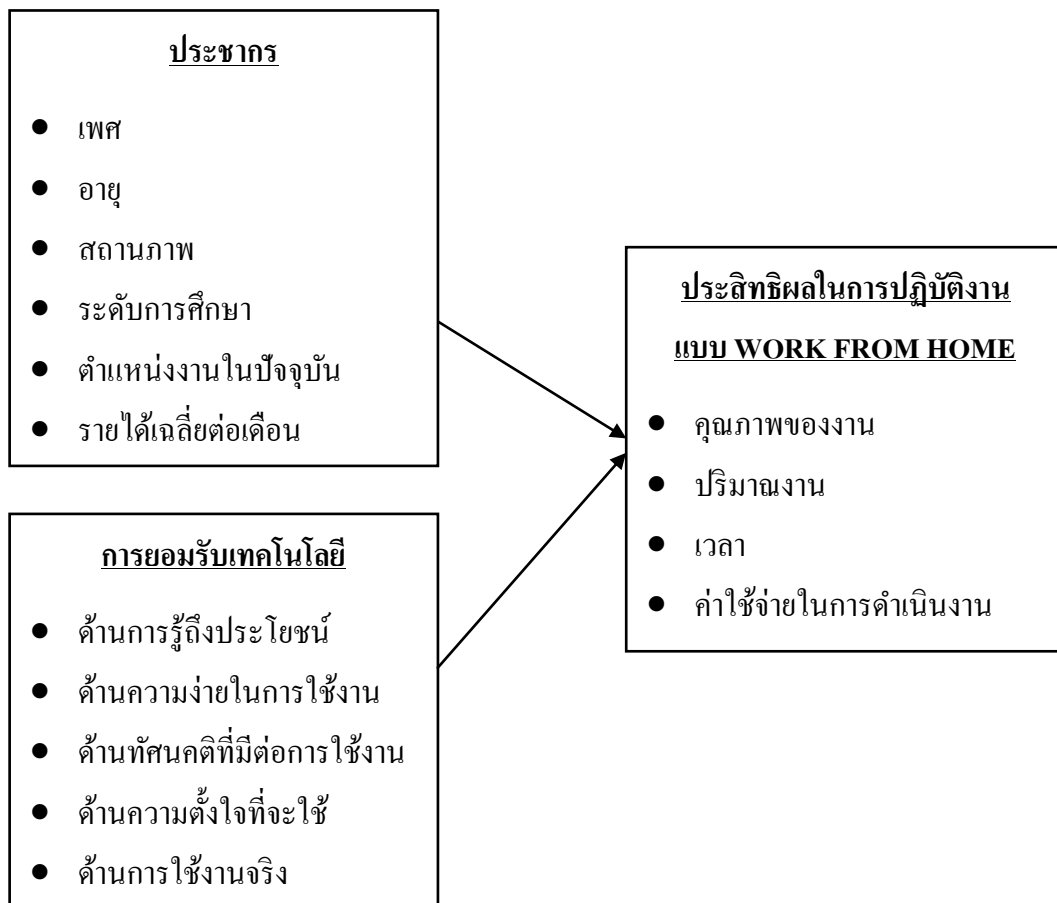 ประชากร
● เพศ
● อายุ
● สถานภาพ
● ระดับการศึกษา
● ตำแหน่งงานในปัจจุบัน
● รายได้เฉลี่ยต่อเดือน
การยอมรับเทคโนโลยี
● ด้านการรู้ถึงประโยชน์
● ด้านความง่ายในการใช้งาน
● ด้านทัศนคติที่มีต่อการใช้งาน
● ด้านความตั้งใจที่จะใช้
● ด้านการใช้งานจริง
ประสิทธิผลในการปฏิบัติงาน
แบบ WORK FROM HOME
● คุณภาพของงาน
● ปริมาณงาน
● เวลา
● ค่าใช้จ่ายในการดำเนินงาน